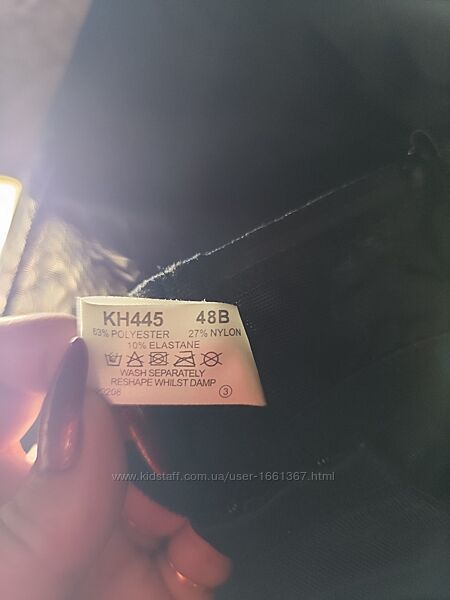 KH445 48B
63% POLYESTER 27% NYLON
10% ELASTANE
WASH SEPARATELY
RESHAPE WHILST DAMP
3
www.kidstaff.com.ua/user-1661367.html